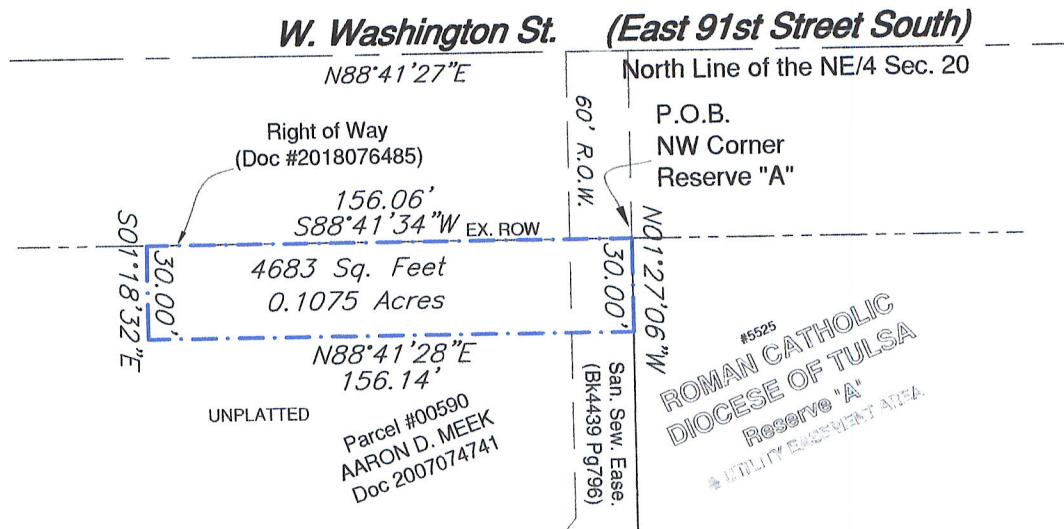 W. Washington St. (East 91st Street South)
N88°41'27"E
North Line of the NE/4 Sec. 20
60' R.O.W.
P.O.B.
NW Corner
Reserve "A"
Right of Way
(Doc #2018076485)
156.06'
S88°41'34"W EX. ROW
S01°18'32"E
30.00'
4683 Sq. Feet
0.1075 Acres
30.00'
N01°27'06"W
N88°41'28"E
156.14'
UNPLATTED
Parcel #00590
AARON D. MEEK
Doc 2007074741
San. Sew. Ease.
(Bk4439 Pg796)
#5525
ROMAN CATHOLIC
DIOCESE OF TULSA
Reserve "A"
& UTILITY EASEMENT AREA